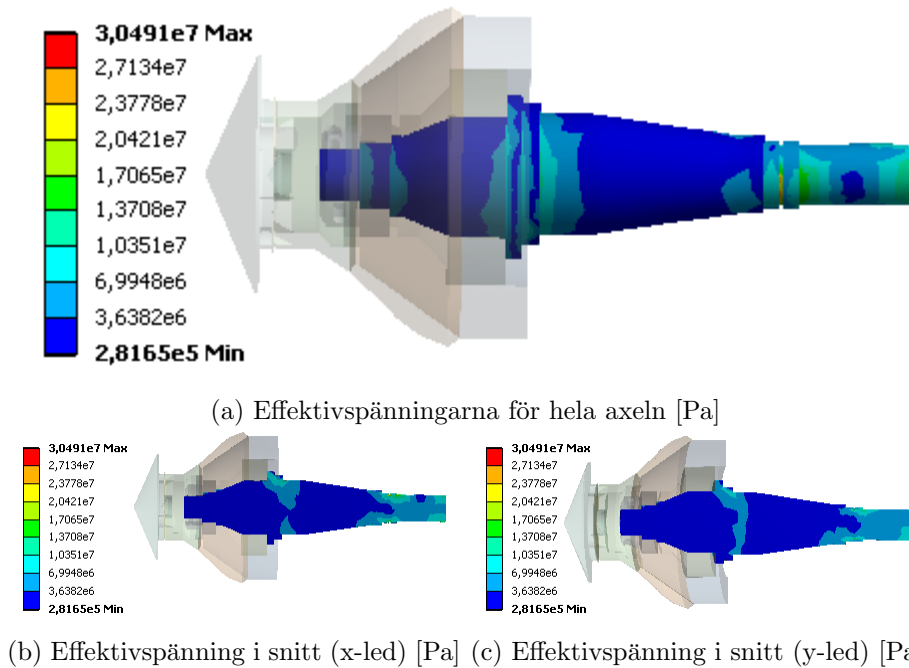 3,0491e7 Max
2,7134e7
2,3778e7
2,0421e7
1,7065e7
1,3708e7
1,0351e7
6,9948e6
3,6382e6
2,8165e5 Min
(a) Effektivspänningarna för hela axeln [Pa]
3,0491e7 Max
2,7134e7
2,3778e7
2,0421e7
1,7065e7
1,3708e7
1,0351e7
6,9948e6
3,6382e6
2,8165e5 Min
3,0491e7 Max
2,7134e7
2,3778e7
2,0421e7
1,7065e7
1,3708e7
1,0351e7
6,9948e6
3,6382e6
2,8165e5 Min
(b) Effektivspänning i snitt (x-led) [Pa]
(c) Effektivspänning i snitt (y-led) [Pa